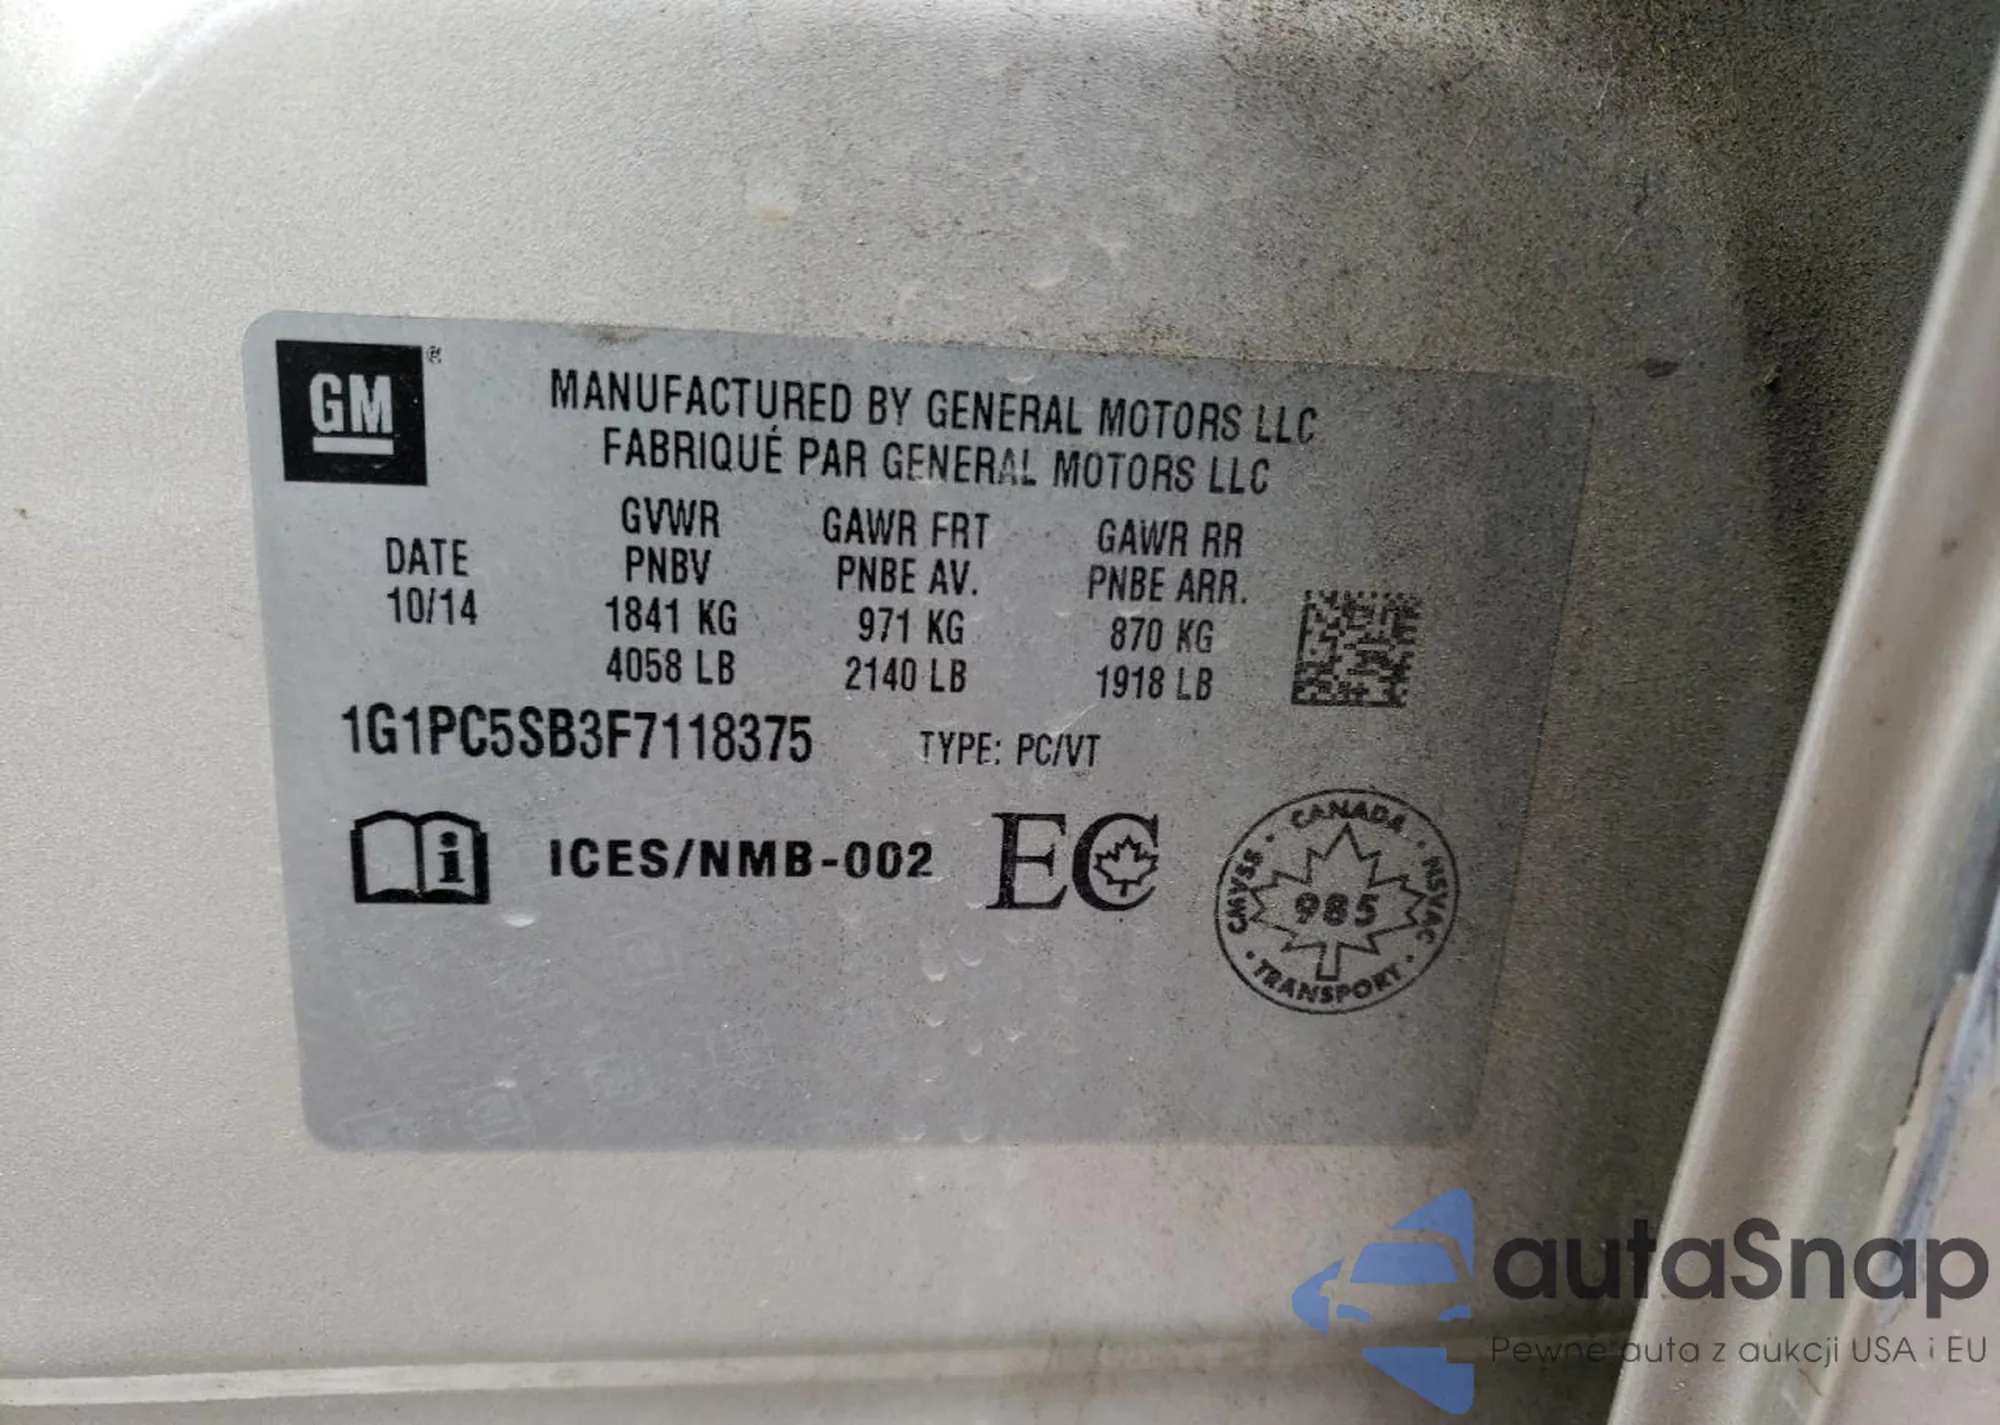 GM®
MANUFACTURED BY GENERAL MOTORS LLC
FABRIQUÉ PAR GENERAL MOTORS LLC
DATE
10/14
GVWR
PNBV
1841 KG
4058 LB
GAWR FRT
PNBE AV.
971 KG
2140 LB
GAWR RR
PNBE ARR.
870 KG
1918 LB
1G1PC5SB3F7118375 TYPE: PC/VT
i ICES/NMB-002 EC
CANADA · NSVAC · TRANSPORT · CMVSS ·
985
autaSnap
Pewne auta z aukcji USA i EU